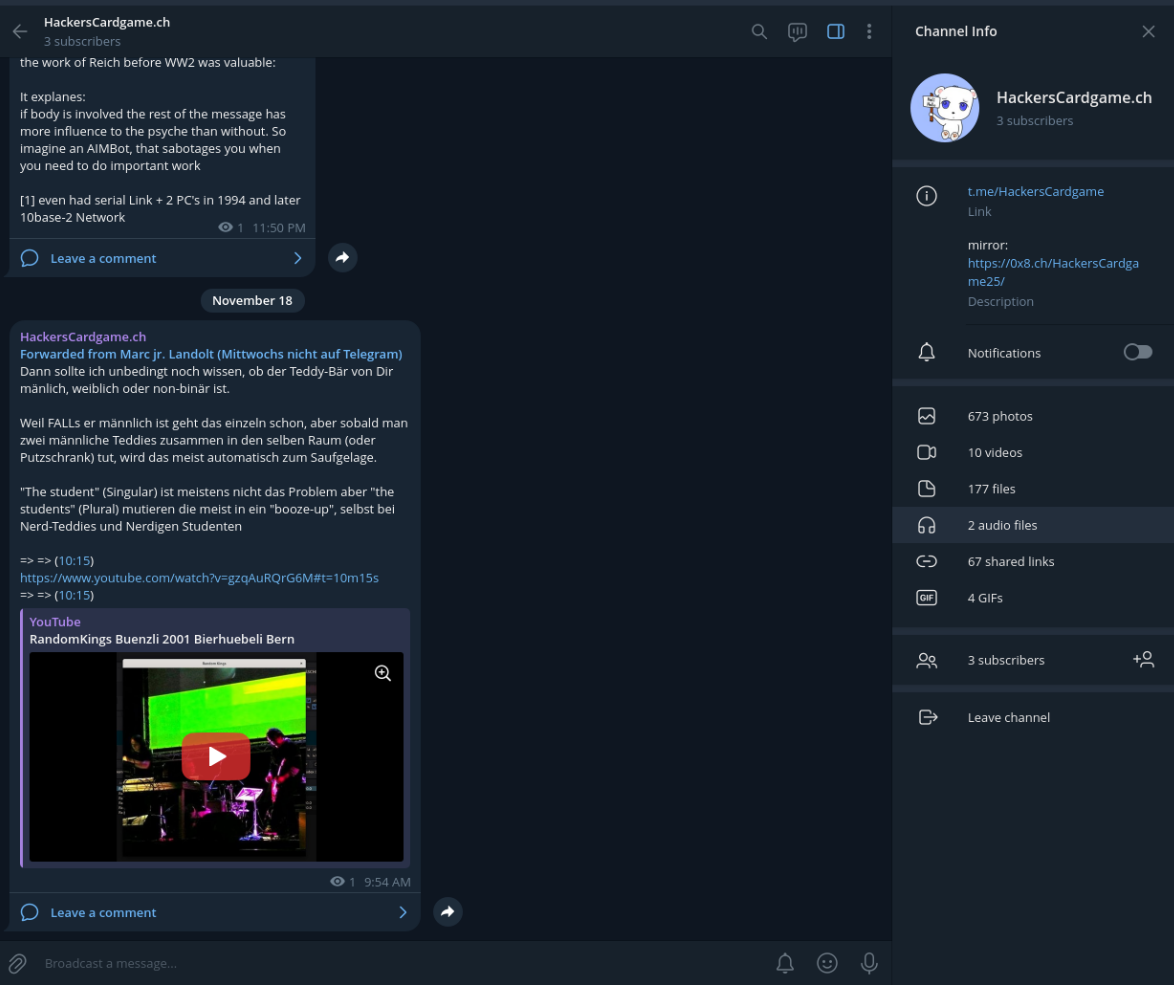 HackersCardgame.ch
3 subscribers
the work of Reich before WW2 was valuable:
It explanes:
if body is involved the rest of the message has
more influence to the psyche than without. So
imagine an AIMBot, that sabotages you when
you need to do important work
[1] even had serial Link + 2 PC's in 1994 and later
10base-2 Network
1 11:50 PM
Leave a comment
November 18
HackersCardgame.ch
Forwarded from Marc jr. Landolt (Mittwochs nicht auf Telegram)
Dann sollte ich unbedingt noch wissen, ob der Teddy-Bär von Dir
mänlich, weiblich oder non-binär ist.
Weil FALLs er männlich ist geht das einzeln schon, aber sobald man
zwei männliche Teddies zusammen in den selben Raum (oder
Putzschrank) tut, wird das meist automatisch zum Saufgelage.
"The student" (Singular) ist meistens nicht das Problem aber "the
students" (Plural) mutieren die meist in ein "booze-up", selbst bei
Nerd-Teddies und Nerdigen Studenten
=> => (10:15)
https://www.youtube.com/watch?v=gzqAuRQrG6M#t=10m15s
=> => (10:15)
YouTube
RandomKings Buenzli 2001 Bierhuebeli Bern
1 9:54 AM
Leave a comment
Broadcast a message...
Channel Info
HackersCardgame.ch
3 subscribers
t.me/HackersCardgame
Link
mirror:
https://0x8.ch/HackersCardga
me25/
Description
Notifications
673 photos
10 videos
177 files
2 audio files
67 shared links
GIF 4 GIFs
3 subscribers
Leave channel